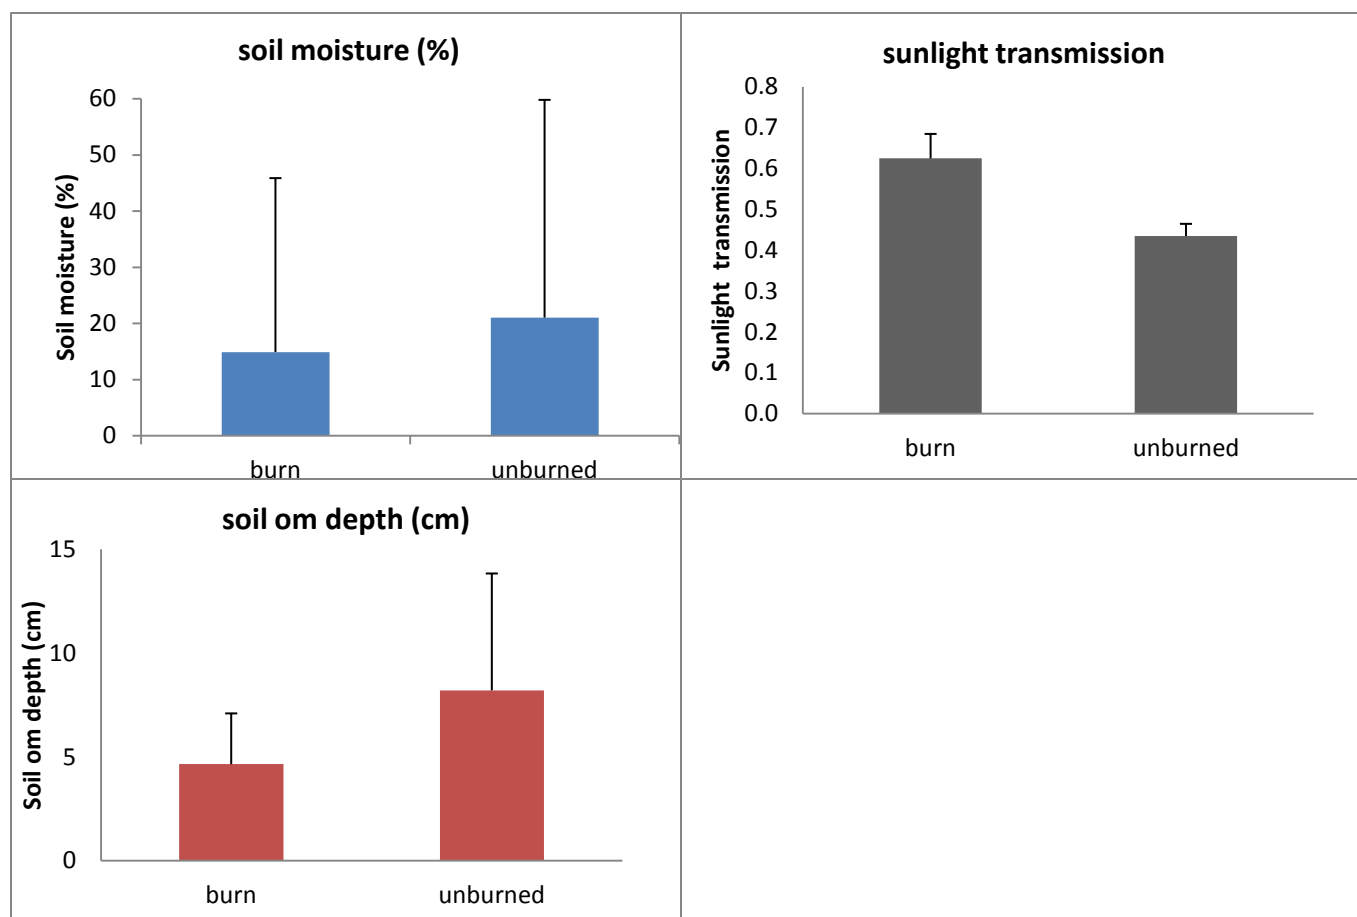 soil moisture (%)
Soil moisture (%)
60
50
40
30
20
10
0
burn unburned
sunlight transmission
Sunlight transmission
0.8
0.7
0.6
0.5
0.4
0.3
0.2
0.1
0.0
burn unburned
soil om depth (cm)
Soil om depth (cm)
15
10
5
0
burn unburned